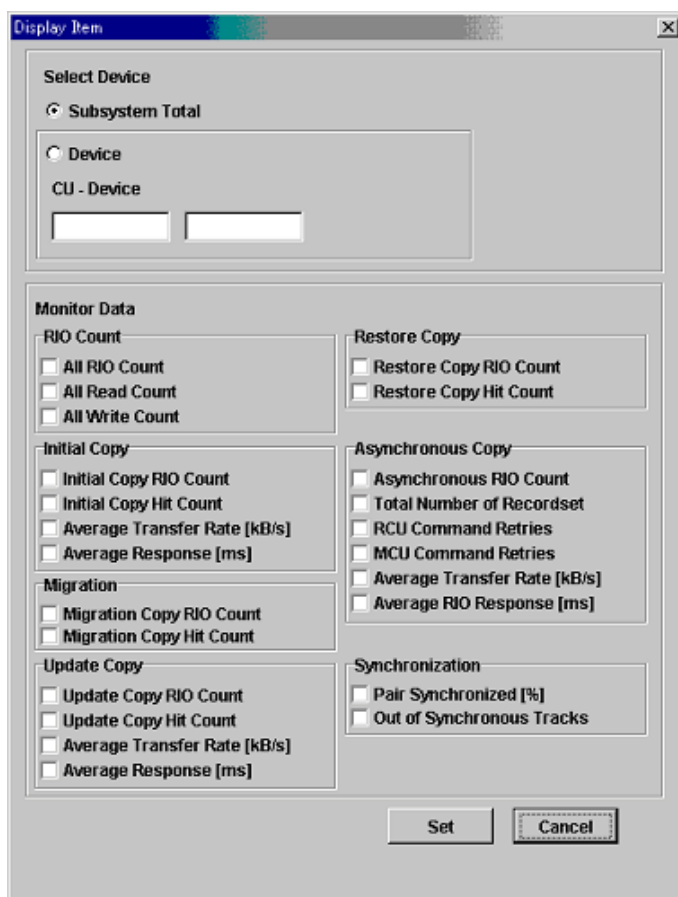 Display Item
Select Device
Subsystem Total
Device
CU - Device
Monitor Data
RIO Count
All RIO Count
All Read Count
All Write Count
Initial Copy
Initial Copy RIO Count
Initial Copy Hit Count
Average Transfer Rate [kB/s]
Average Response [ms]
Migration
Migration Copy RIO Count
Migration Copy Hit Count
Update Copy
Update Copy RIO Count
Update Copy Hit Count
Average Transfer Rate [kB/s]
Average Response [ms]
Restore Copy
Restore Copy RIO Count
Restore Copy Hit Count
Asynchronous Copy
Asynchronous RIO Count
Total Number of Recordset
RCU Command Retries
MCU Command Retries
Average Transfer Rate [kB/s]
Average RIO Response [ms]
Synchronization
Pair Synchronized [%]
Out of Synchronous Tracks
Set
Cancel